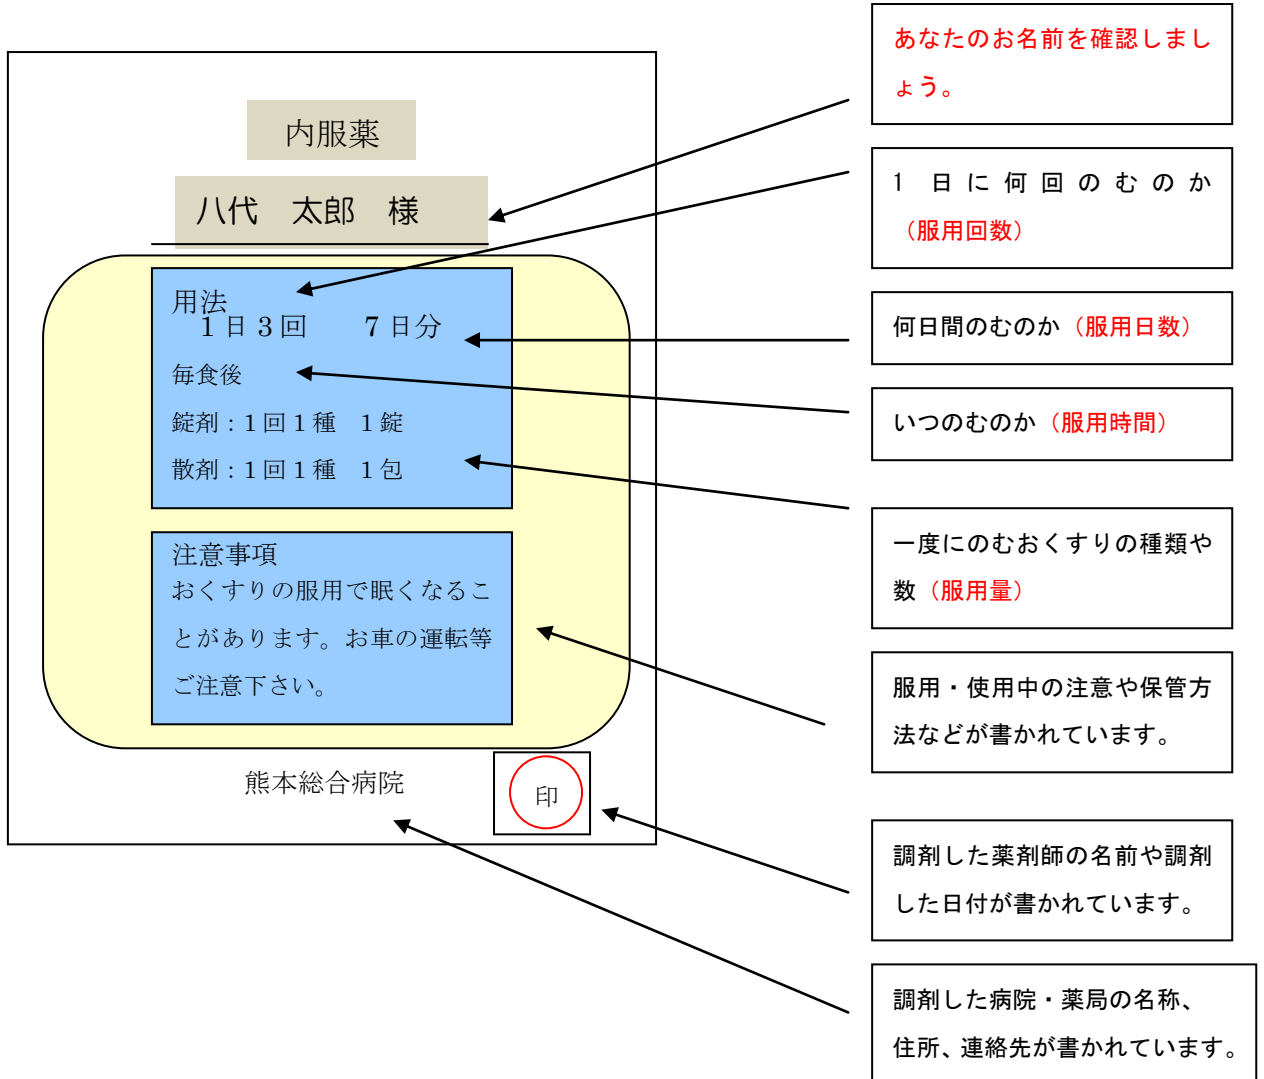 内服薬
八代　太郎　様
用法
１日３回　　７日分
毎食後
錠剤：１回１種　１錠
散剤：１回１種　１包
注意事項
おくすりの服用で眠くなるこ
とがあります。お車の運転等
ご注意下さい。
熊本総合病院
印
あなたのお名前を確認しまし
ょう。
1 日に何回のむのか
（服用回数）
何日間のむのか（服用日数）
いつのむのか（服用時間）
一度にのむおくすりの種類や
数（服用量）
服用・使用中の注意や保管方
法などが書かれています。
調剤した薬剤師の名前や調剤
した日付が書かれています。
調剤した病院・薬局の名称、
住所、連絡先が書かれています。